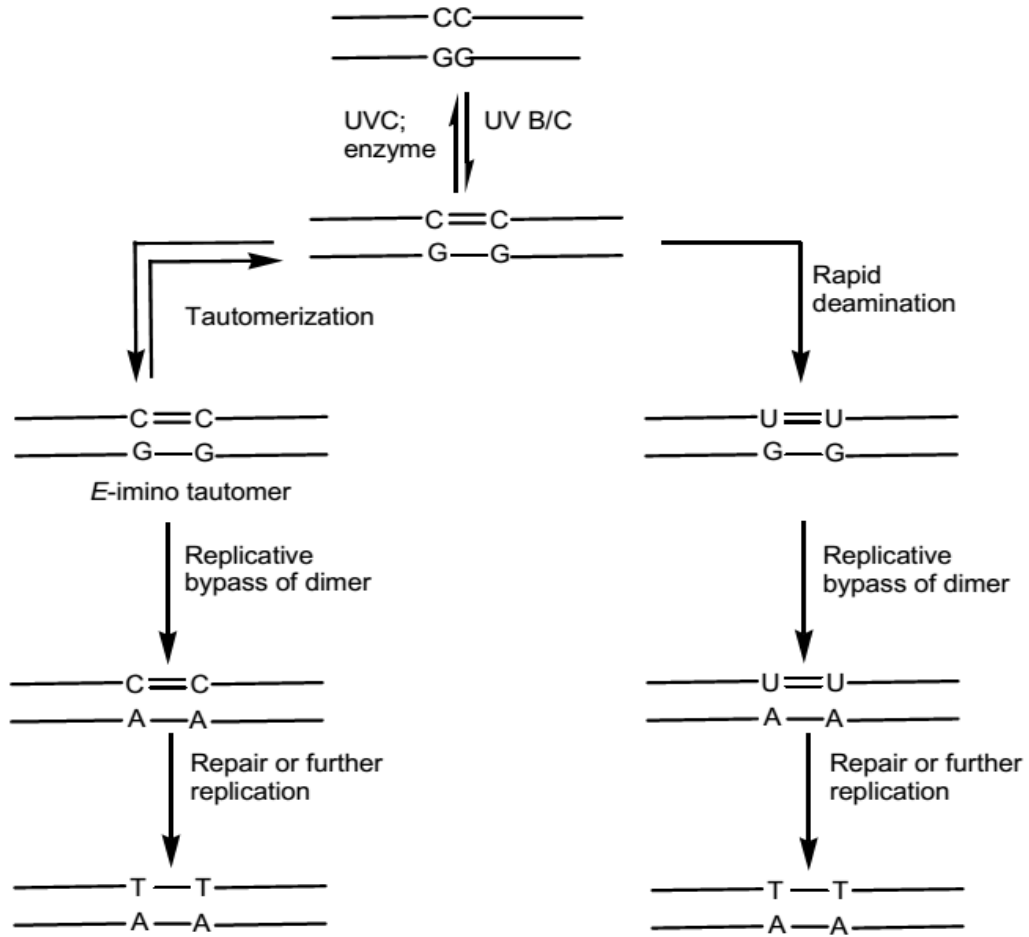 CC
GG
UVC;
enzyme
UV B/C
C C
G G
Tautomerization
Rapid
deamination
C C
G G
E-imino tautomer
U U
G G
Replicative
bypass of dimer
Replicative
bypass of dimer
C C
A A
U U
A A
Repair or further
replication
Repair or further
replication
T T
A A
T T
A A